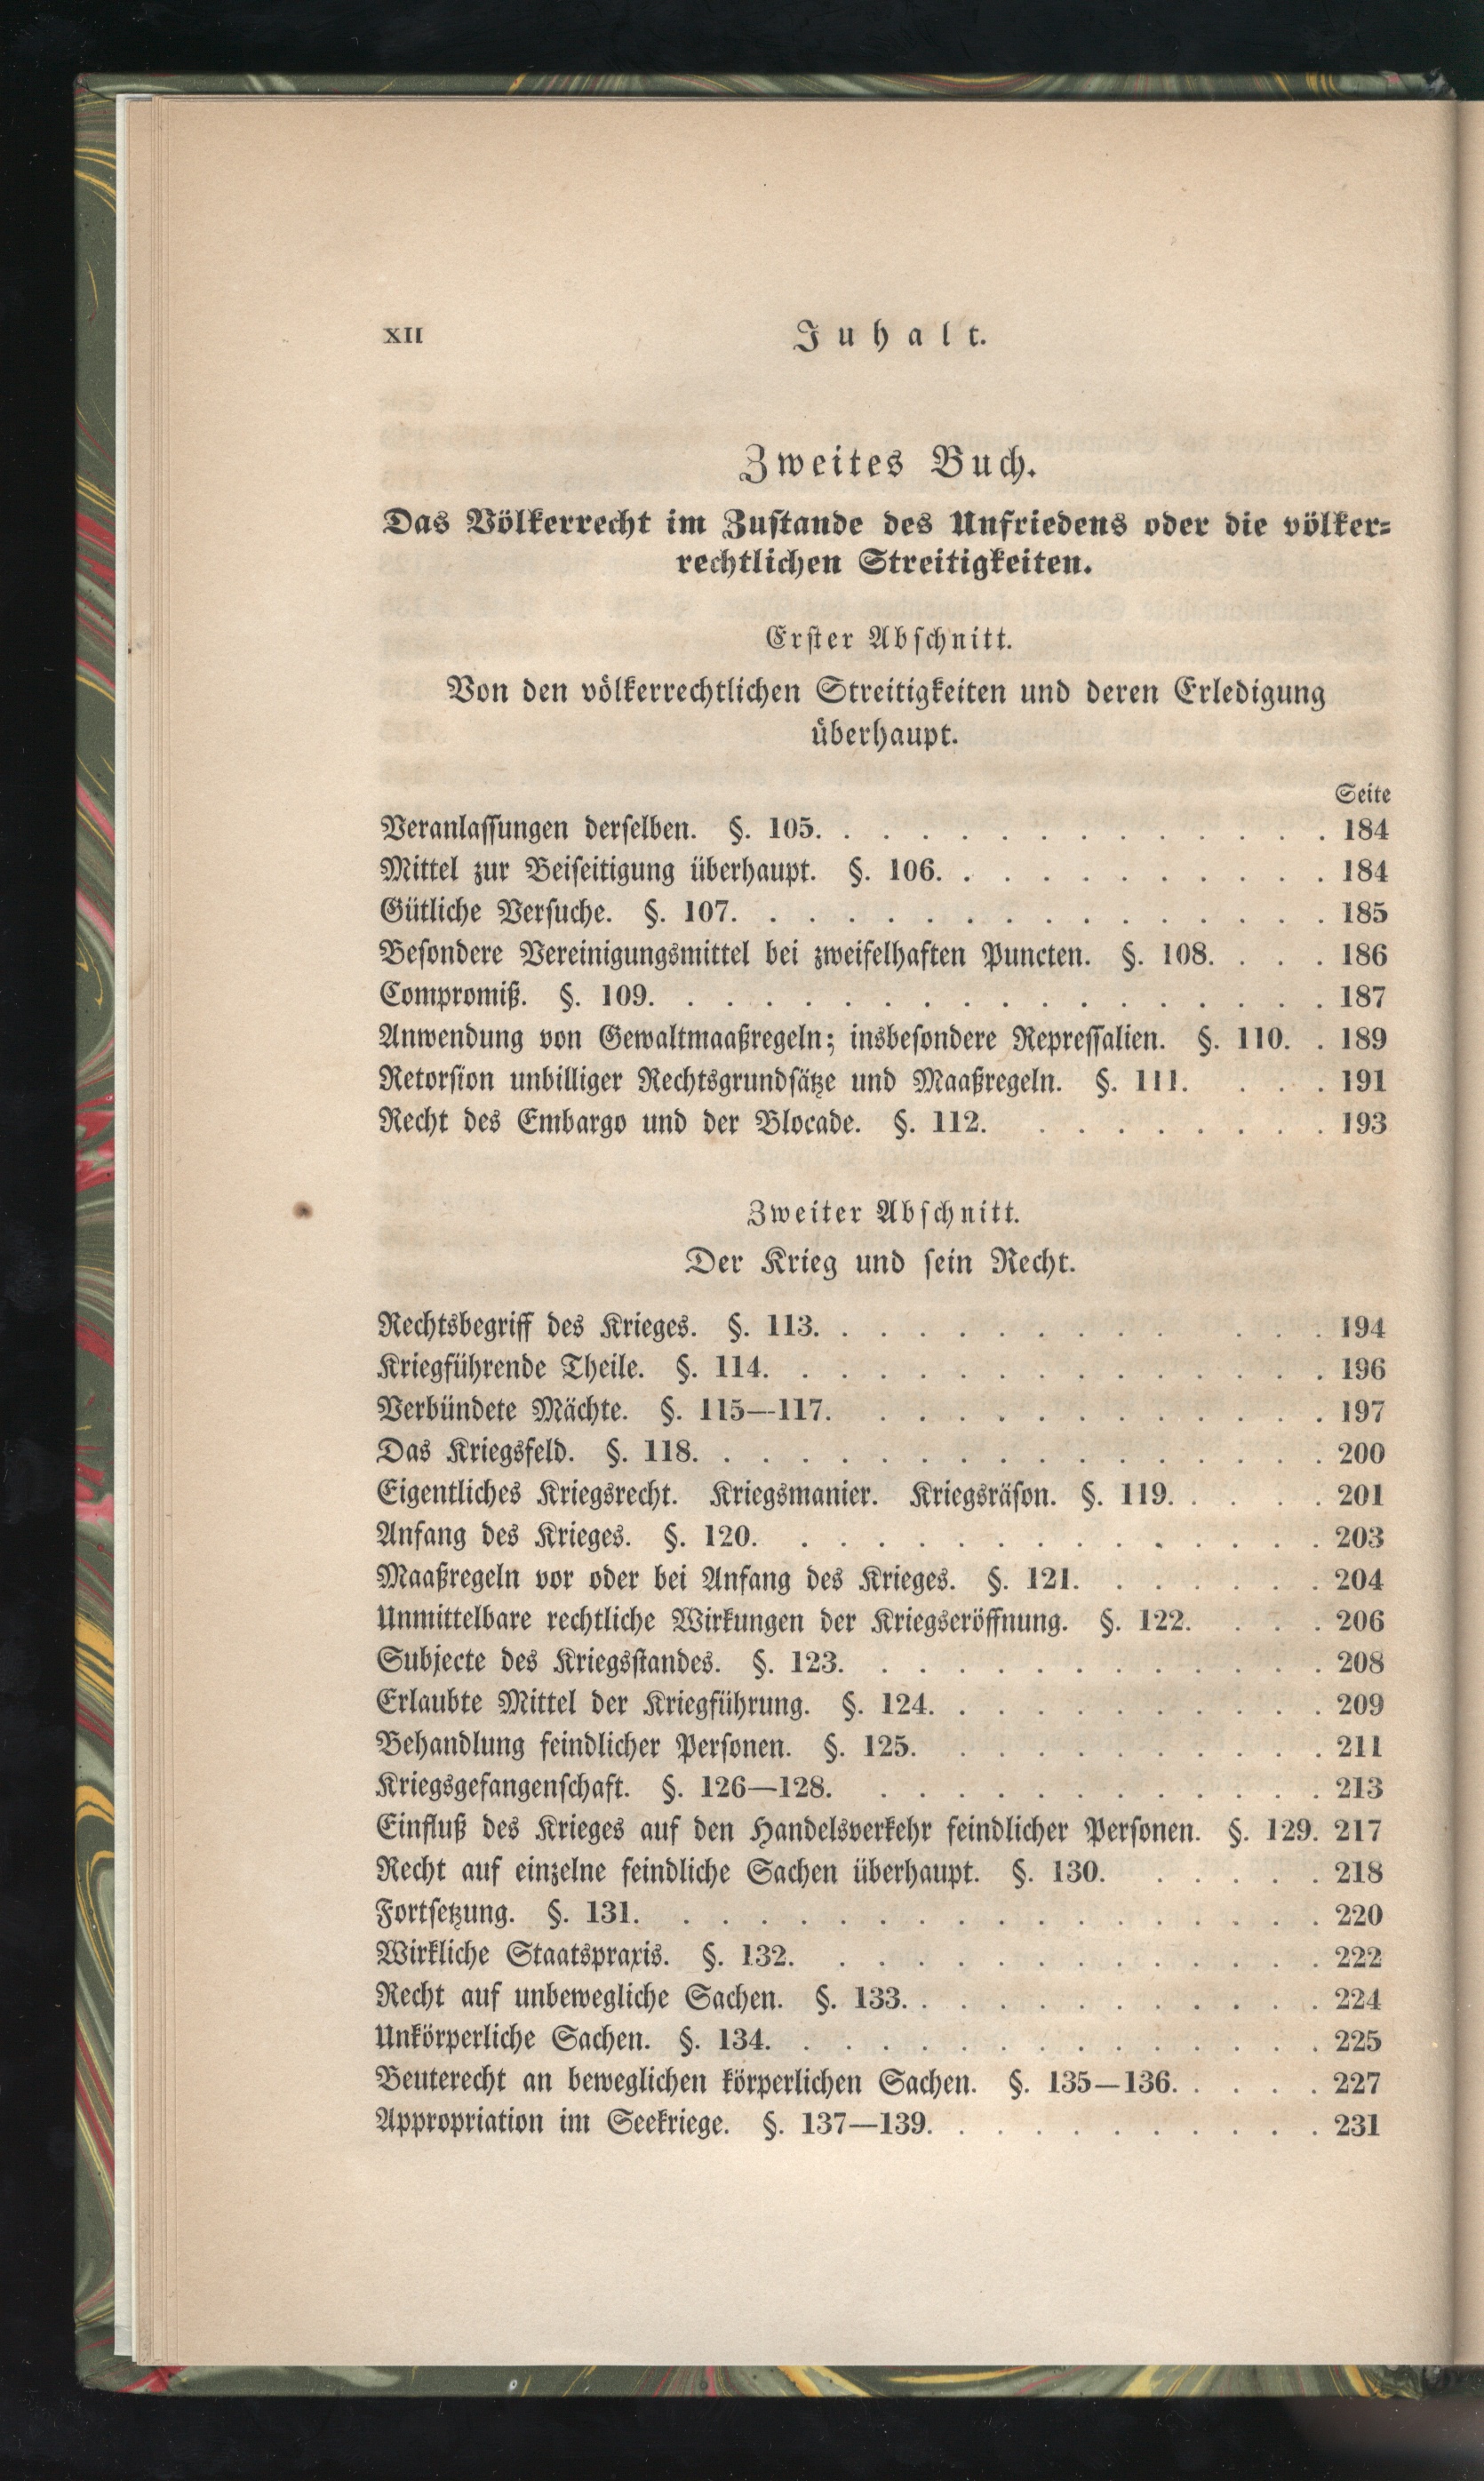 XII
Juhalt.
Zweites Buch.
Das Völkerrecht im Zustande des Unfriedens oder die völker-
rechtlichen Streitigkeiten.
Erster Abschnitt.
Von den völkerrechtlichen Streitigkeiten und deren Erledigung
überhaupt.
Seite
Veranlassungen derselben. §. 105. . . . . . . . . . . . . . 184
Mittel zur Beiseitigung überhaupt. §. 106. . . . . . . . . . . 184
Gütliche Versuche. §. 107. . . . . . . . . . . . . . . . 185
Besondere Vereinigungsmittel bei zweifelhaften Puncten. §. 108. . . . 186
Compromiß. §. 109. . . . . . . . . . . . . . . . . . 187
Anwendung von Gewaltmaaßregeln; insbesondere Repressalien. §. 110. . 189
Retorsion unbilliger Rechtsgrundsätze und Maaßregeln. §. 111. . . . 191
Recht des Embargo und der Blocade. §. 112. . . . . . . . . 193
Zweiter Abschnitt.
Der Krieg und sein Recht.
Rechtsbegriff des Krieges. §. 113. . . . . . . . . . . . . 194
Kriegführende Theile. §. 114. . . . . . . . . . . . . . . 196
Verbündete Mächte. §. 115—117. . . . . . . . . . . . . 197
Das Kriegsfeld. §. 118. . . . . . . . . . . . . . . . . 200
Eigentliches Kriegsrecht. Kriegsmanier. Kriegsräson. §. 119. . . . . 201
Anfang des Krieges. §. 120. . . . . . . . . . . . . . . 203
Maaßregeln vor oder bei Anfang des Krieges. §. 121. . . . . . . 204
Unmittelbare rechtliche Wirkungen der Kriegseröffnung. §. 122. . . . 206
Subjecte des Kriegsstandes. §. 123. . . . . . . . . . . . . 208
Erlaubte Mittel der Kriegführung. §. 124. . . . . . . . . . . 209
Behandlung feindlicher Personen. §. 125. . . . . . . . . . . 211
Kriegsgefangenschaft. §. 126—128. . . . . . . . . . . . . 213
Einfluß des Krieges auf den Handelsverkehr feindlicher Personen. §. 129. 217
Recht auf einzelne feindliche Sachen überhaupt. §. 130. . . . . . 218
Fortsetzung. §. 131. . . . . . . . . . . . . . . . . . 220
Wirkliche Staatspraxis. §. 132. . . . . . . . . . . . . . 222
Recht auf unbewegliche Sachen. §. 133. . . . . . . . . . . . 224
Unkörperliche Sachen. §. 134. . . . . . . . . . . . . . . 225
Beuterecht an beweglichen körperlichen Sachen. §. 135—136. . . . . 227
Appropriation im Seekriege. §. 137—139. . . . . . . . . . . 231